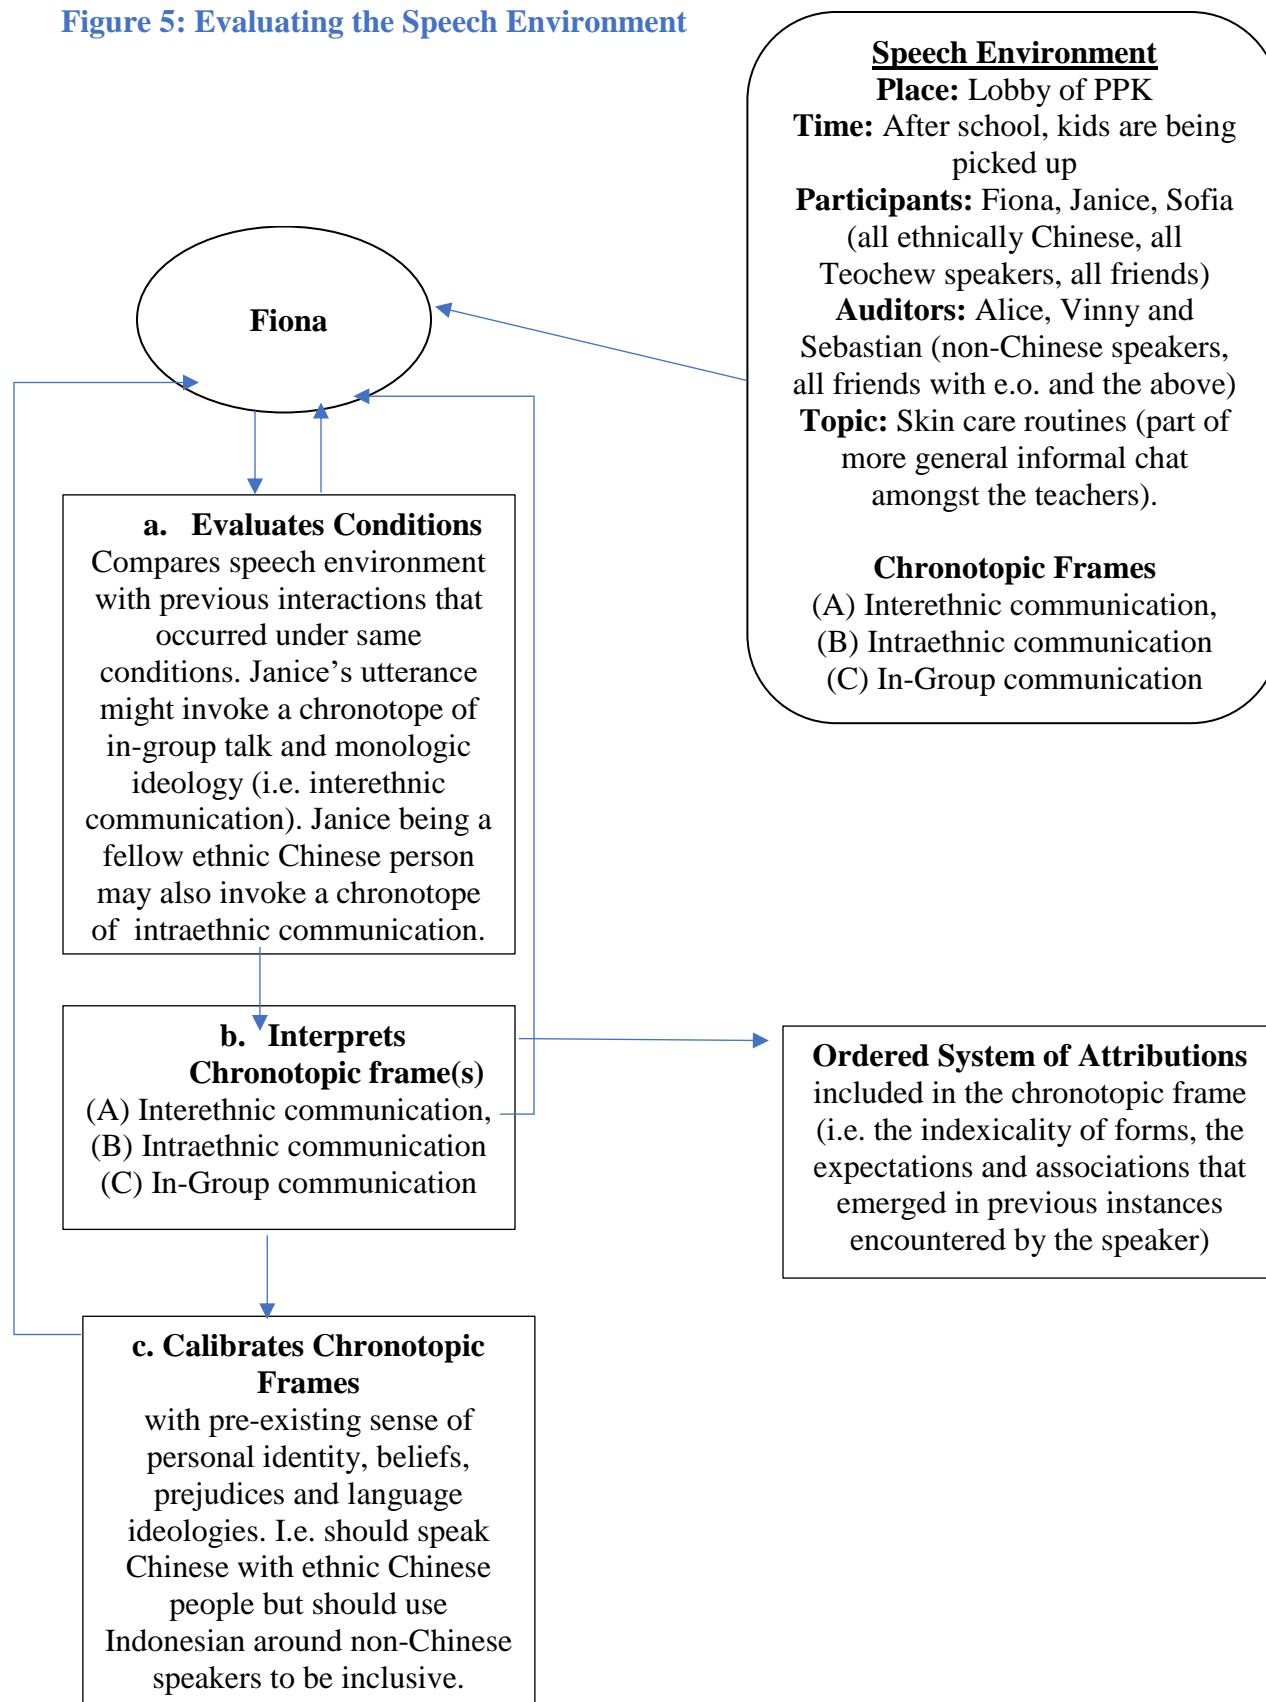 Figure 5: Evaluating the Speech Environment
Speech Environment
Place: Lobby of PPK
Time: After school, kids are being
picked up
Participants: Fiona, Janice, Sofia
(all ethnically Chinese, all
Teochew speakers, all friends)
Auditors: Alice, Vinny and
Sebastian (non-Chinese speakers,
all friends with e.o. and the above)
Topic: Skin care routines (part of
more general informal chat
amongst the teachers).
Chronotopic Frames
(A) Interethnic communication,
(B) Intraethnic communication
(C) In-Group communication
Fiona
a. Evaluates Conditions
Compares speech environment
with previous interactions that
occurred under same
conditions. Janice’s utterance
might invoke a chronotope of
in-group talk and monologic
ideology (i.e. interethnic
communication). Janice being a
fellow ethnic Chinese person
may also invoke a chronotope
of intraethnic communication.
b. Interprets
Chronotopic frame(s)
(A) Interethnic communication,
(B) Intraethnic communication
(C) In-Group communication
Ordered System of Attributions
included in the chronotopic frame
(i.e. the indexicality of forms, the
expectations and associations that
emerged in previous instances
encountered by the speaker)
c. Calibrates Chronotopic
Frames
with pre-existing sense of
personal identity, beliefs,
prejudices and language
ideologies. I.e. should speak
Chinese with ethnic Chinese
people but should use
Indonesian around non-Chinese
speakers to be inclusive.